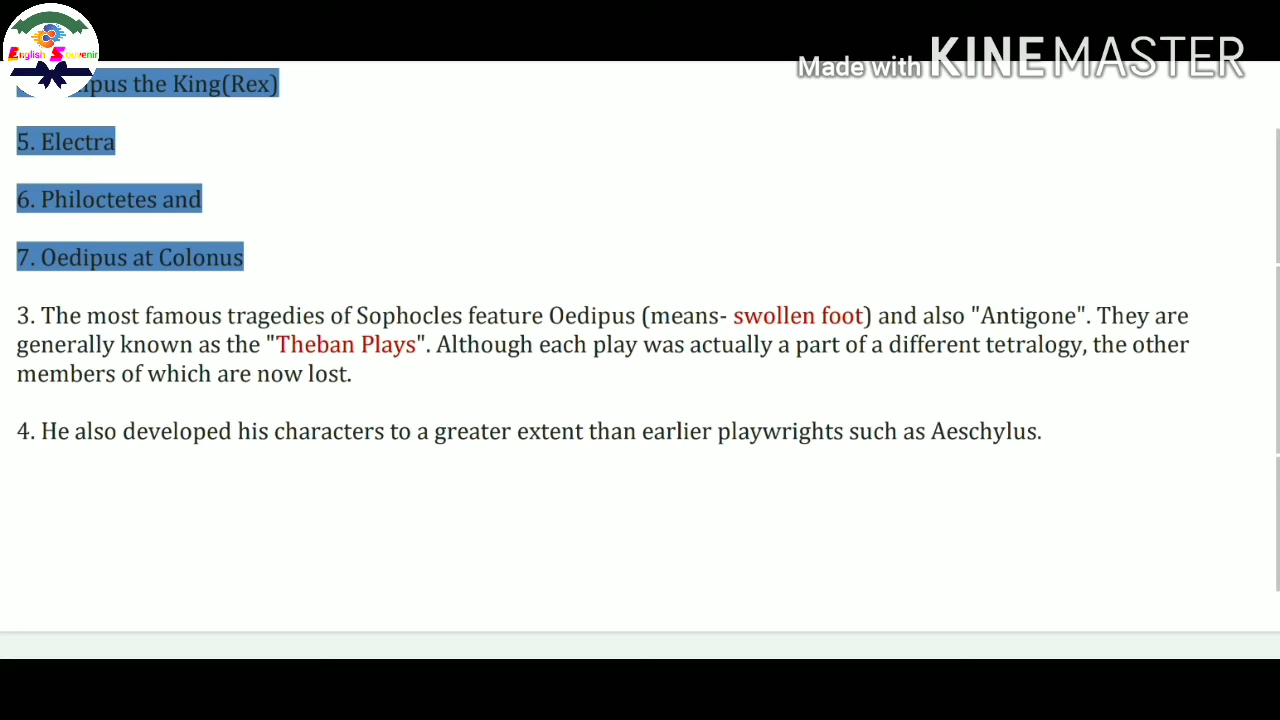 English Souvenir
Made with KINEMASTER
the King(Rex)
5. Electra
6. Philoctetes and
7. Oedipus at Colonus
3. The most famous tragedies of Sophocles feature Oedipus (means- swollen foot) and also "Antigone". They are
generally known as the "Theban Plays". Although each play was actually a part of a different tetralogy, the other
members of which are now lost.
4. He also developed his characters to a greater extent than earlier playwrights such as Aeschylus.